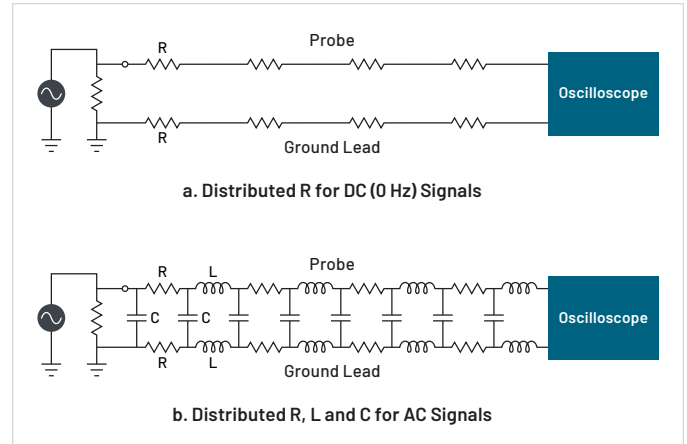 Probe
R
Oscilloscope
R
Ground Lead
a. Distributed R for DC (0 Hz) Signals
Probe
R L
C C
Oscilloscope
R L
Ground Lead
b. Distributed R, L and C for AC Signals